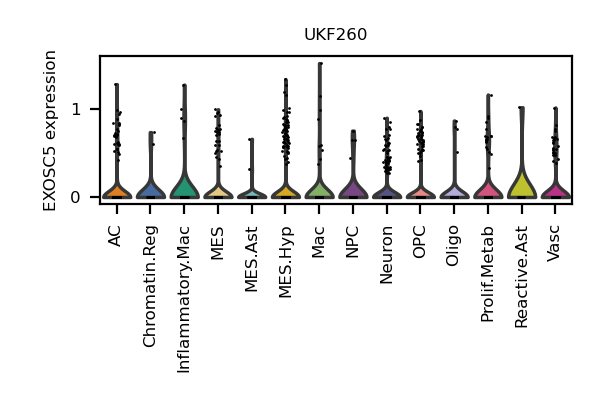 UKF260
EXOSC5 expression
1
0
AC
Chromatin.Reg
Inflammatory.Mac
MES
MES.Ast
MES.Hyp
Mac
NPC
Neuron
OPC
Oligo
Prolif.Metab
Reactive.Ast
Vasc